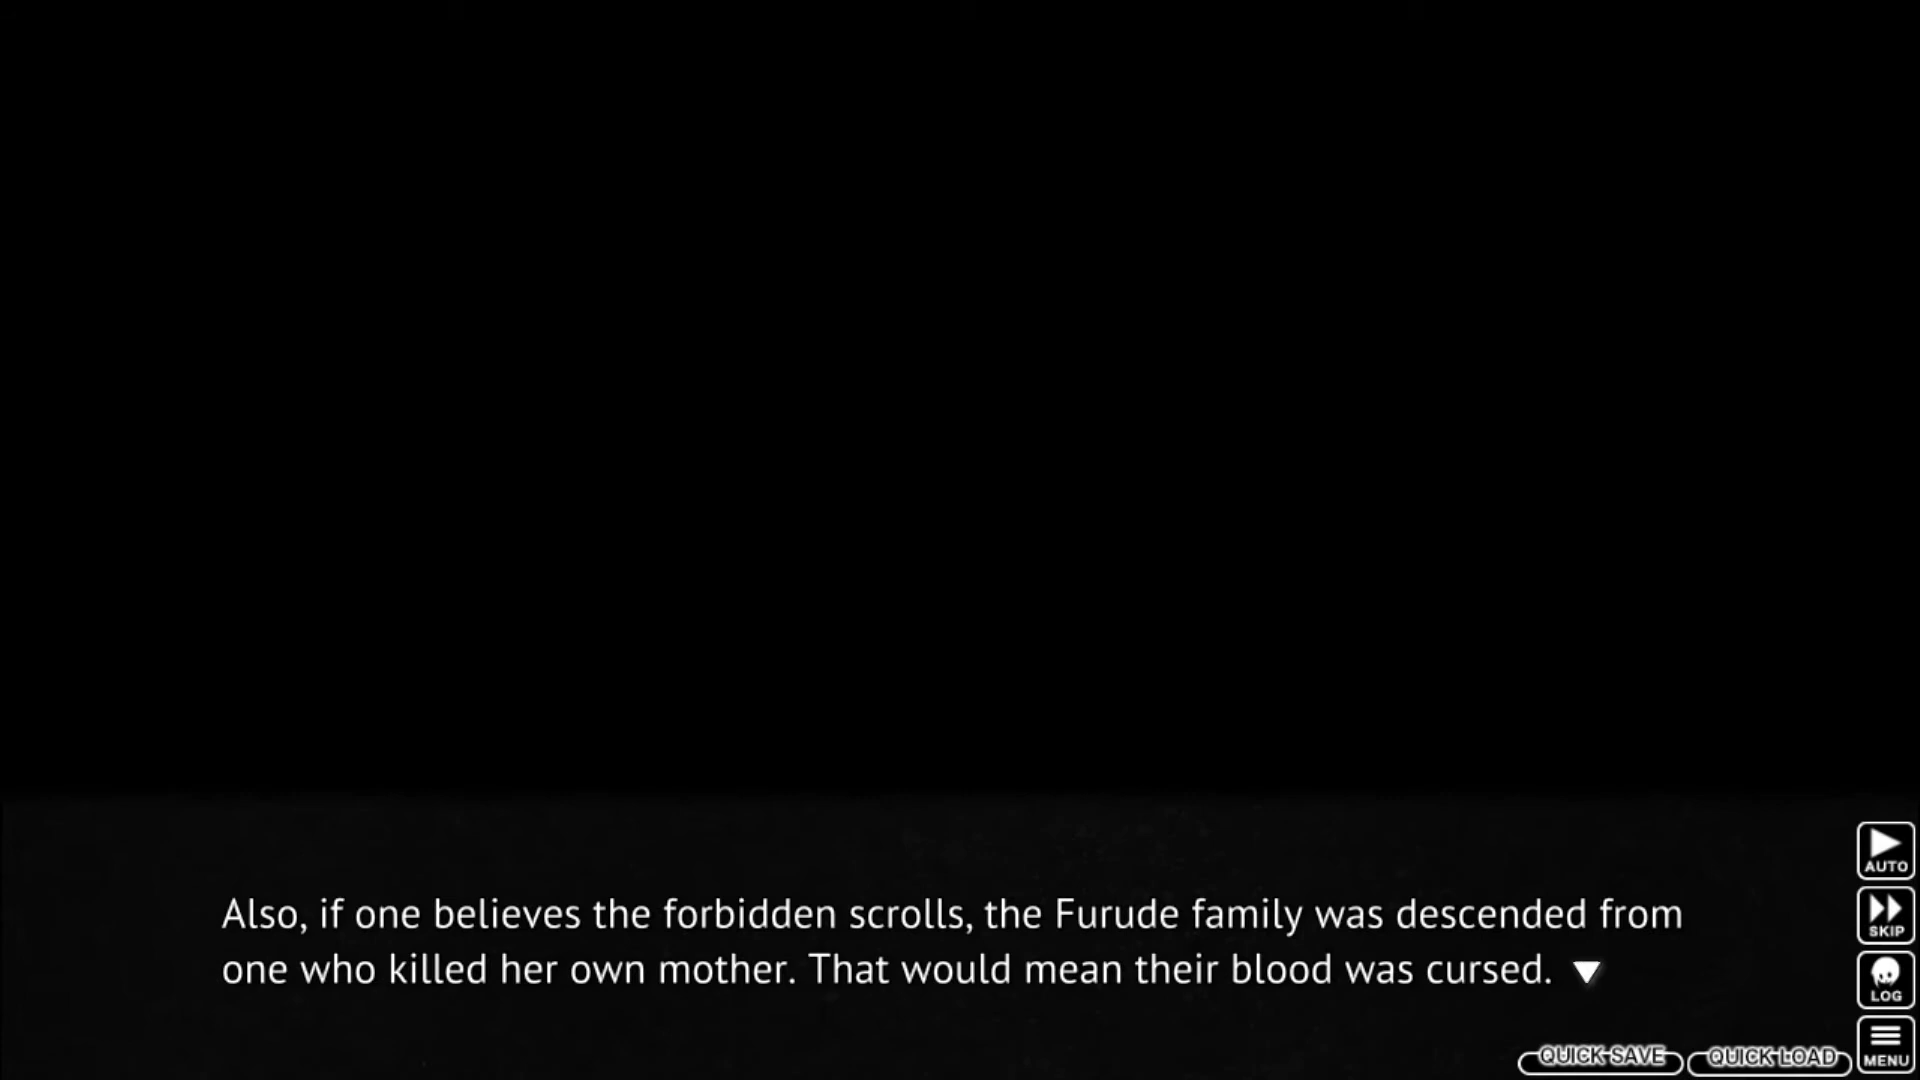 Also, if one believes the forbidden scrolls, the Furude family was descended from
one who killed her own mother. That would mean their blood was cursed.
AUTO
SKIP
LOG
MENU
QUICK SAVE
QUICK LOAD